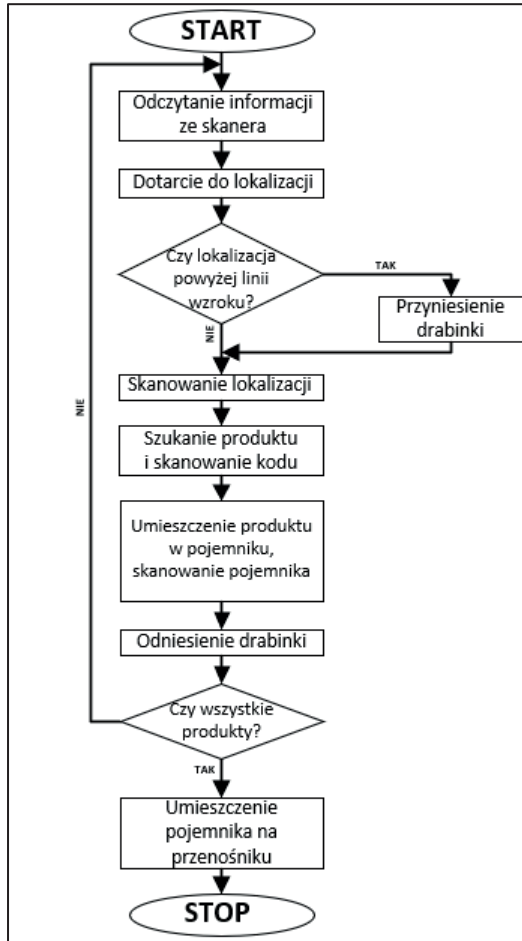 START
Odczytanie informacji
ze skanera
Dotarcie do lokalizacji
Czy lokalizacja
powyżej linii
wzroku?
TAK
Przyniesienie
drabinki
NIE
Skanowanie lokalizacji
NIE
Szukanie produktu
i skanowanie kodu
Umieszczenie produktu
w pojemniku,
skanowanie pojemnika
Odniesienie drabinki
Czy wszystkie
produkty?
TAK
Umieszczenie
pojemnika na
przenośniku
STOP